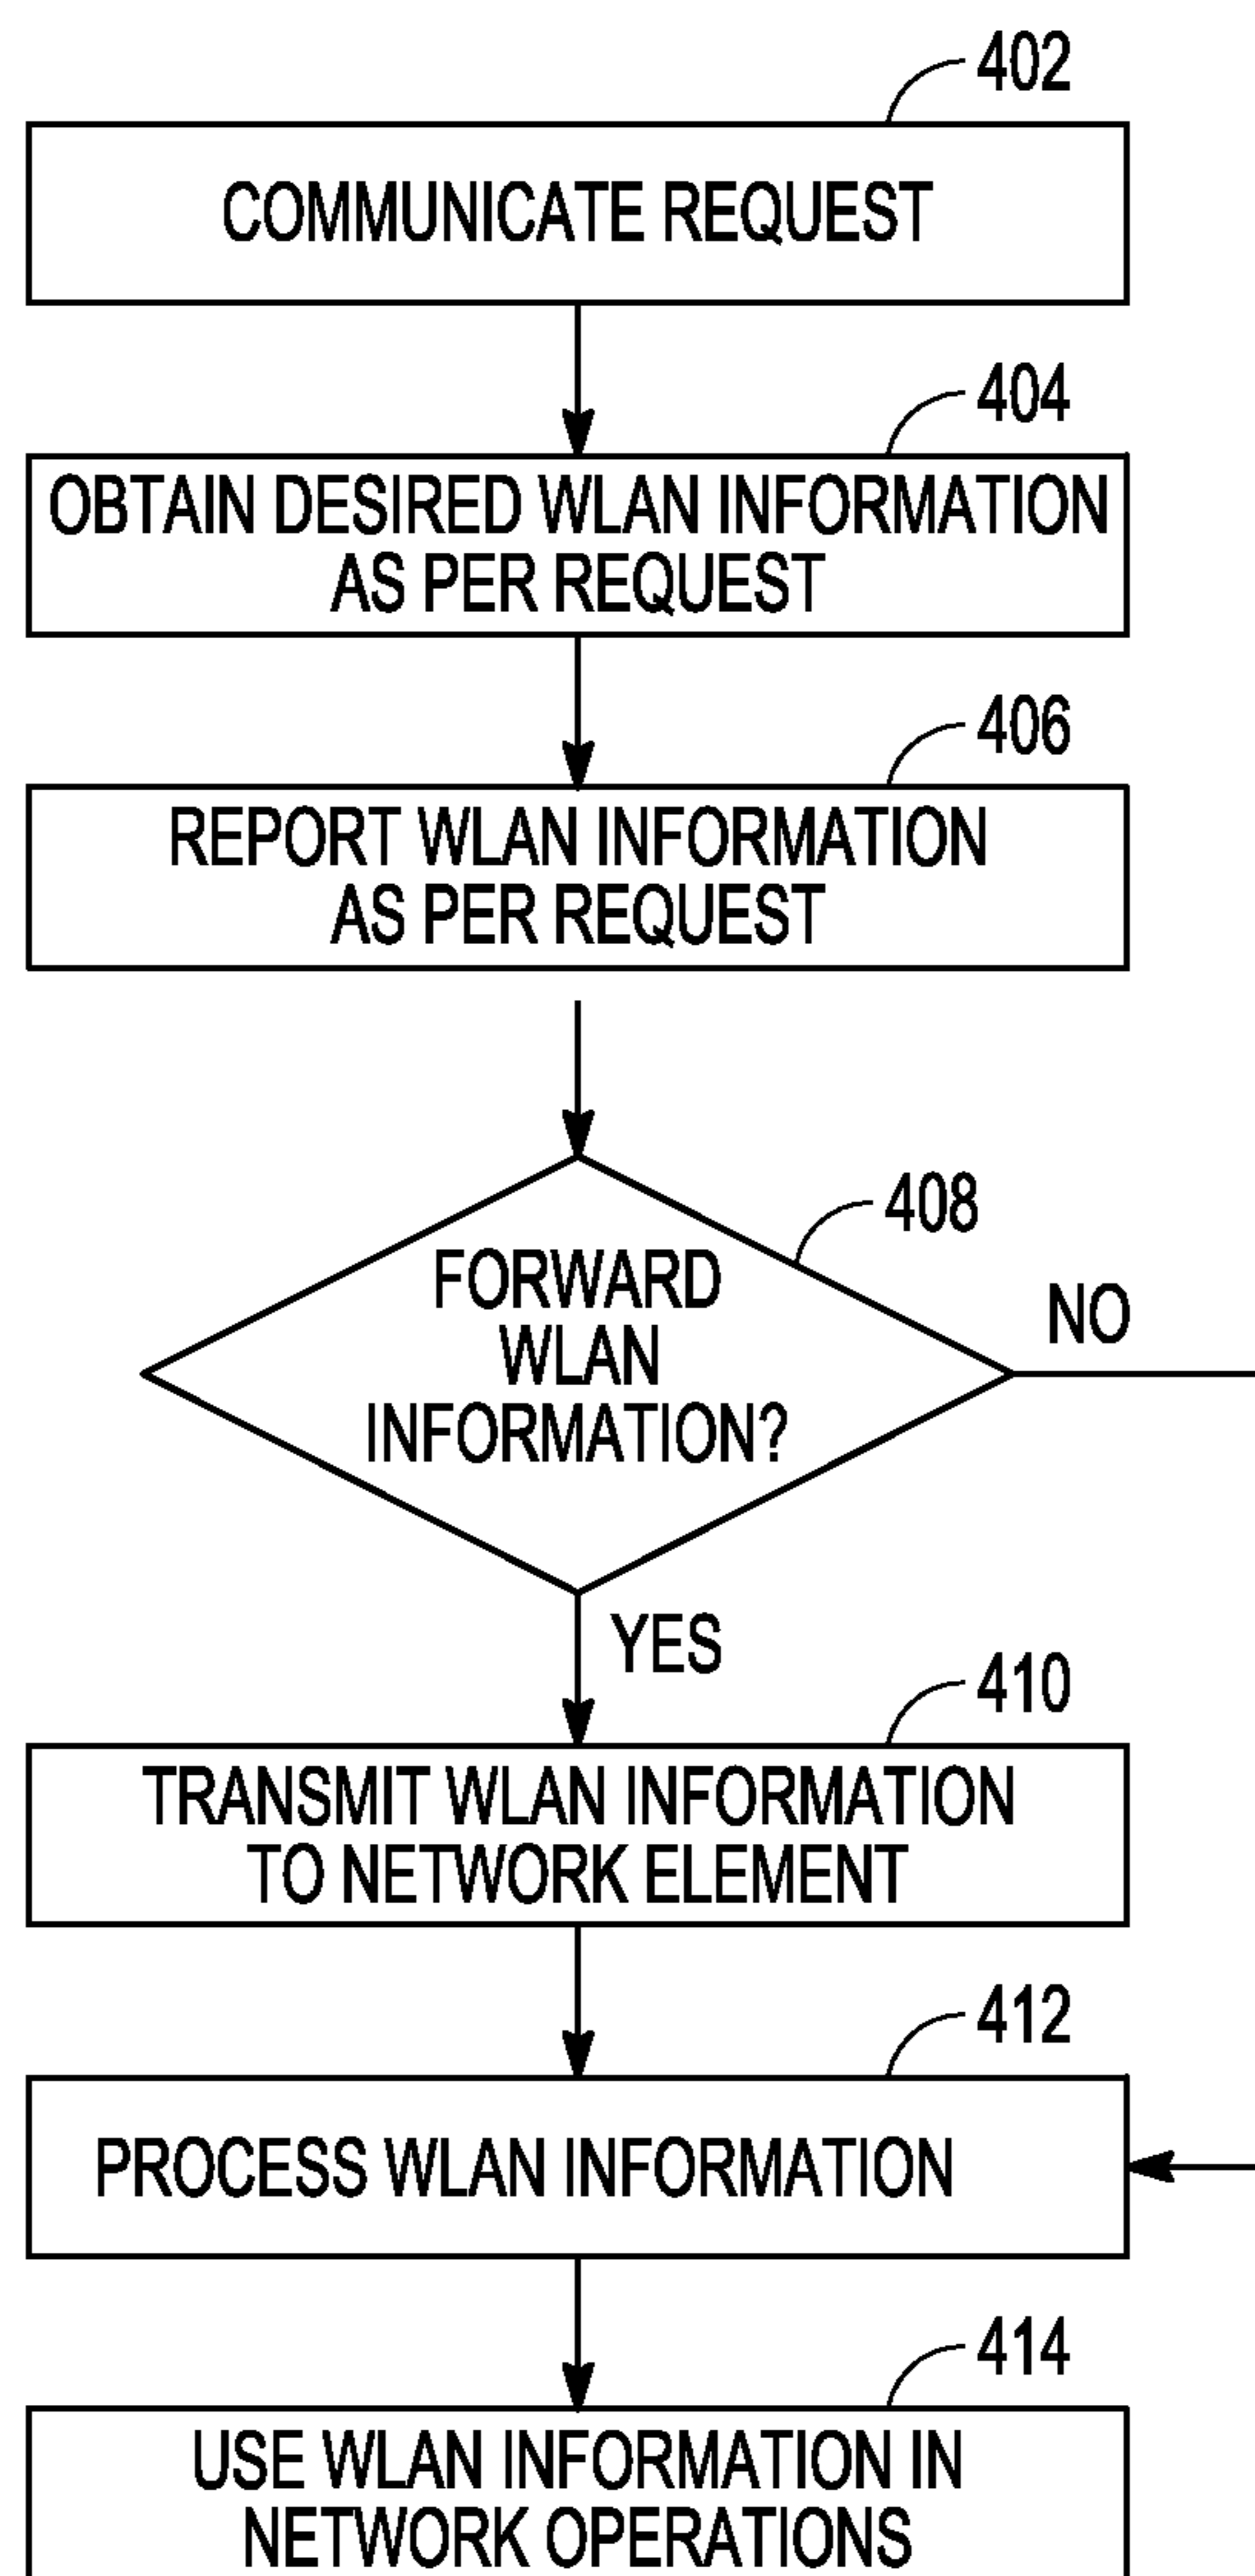 402
COMMUNICATE REQUEST
404
OBTAIN DESIRED WLAN INFORMATION
AS PER REQUEST
406
REPORT WLAN INFORMATION
AS PER REQUEST
408
FORWARD
WLAN
INFORMATION?
NO
YES
410
TRANSMIT WLAN INFORMATION
TO NETWORK ELEMENT
412
PROCESS WLAN INFORMATION
414
USE WLAN INFORMATION IN
NETWORK OPERATIONS